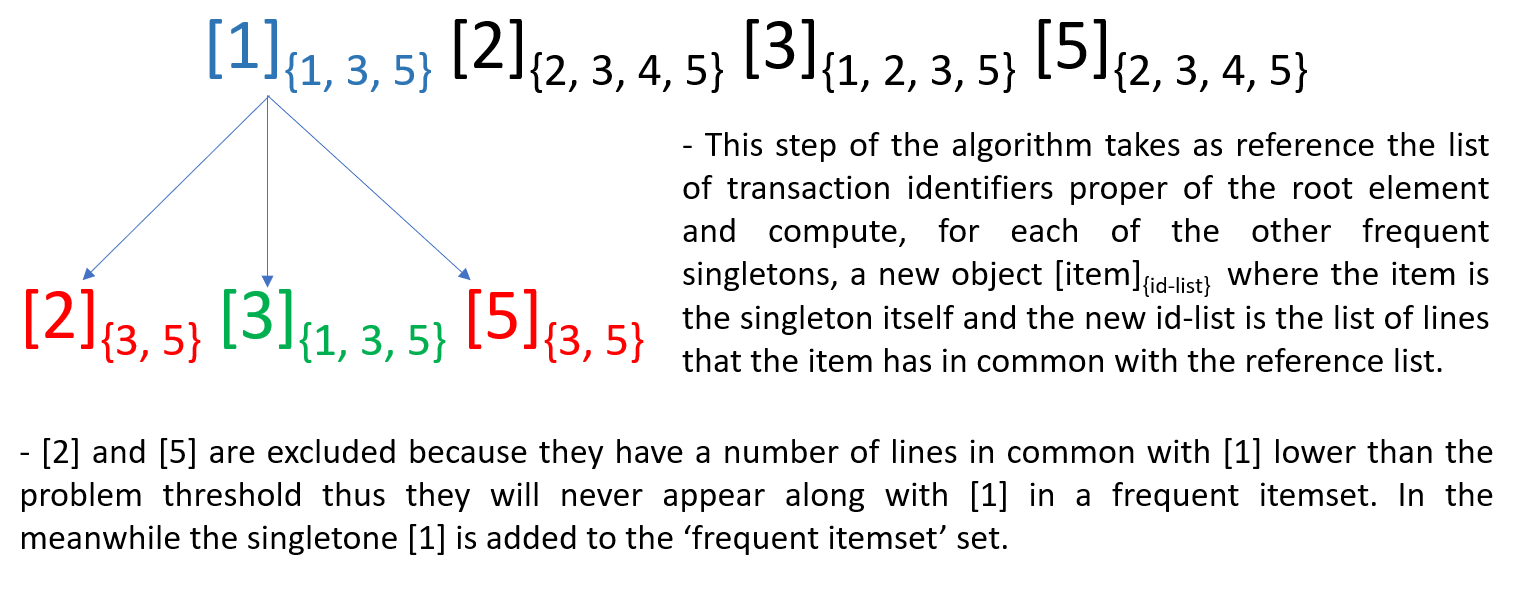 [1]{1, 3, 5} [2]{2, 3, 4, 5} [3]{1, 2, 3, 5} [5]{2, 3, 4, 5}
- This step of the algorithm takes as reference the list
of transaction identifiers proper of the root element
and compute, for each of the other frequent
singletons, a new object [item]{id-list} where the item is
the singleton itself and the new id-list is the list of lines
that the item has in common with the reference list.
[2]{3, 5} [3]{1, 3, 5} [5]{3, 5}
- [2] and [5] are excluded because they have a number of lines in common with [1] lower than the
problem threshold thus they will never appear along with [1] in a frequent itemset. In the
meanwhile the singletone [1] is added to the ‘frequent itemset’ set.